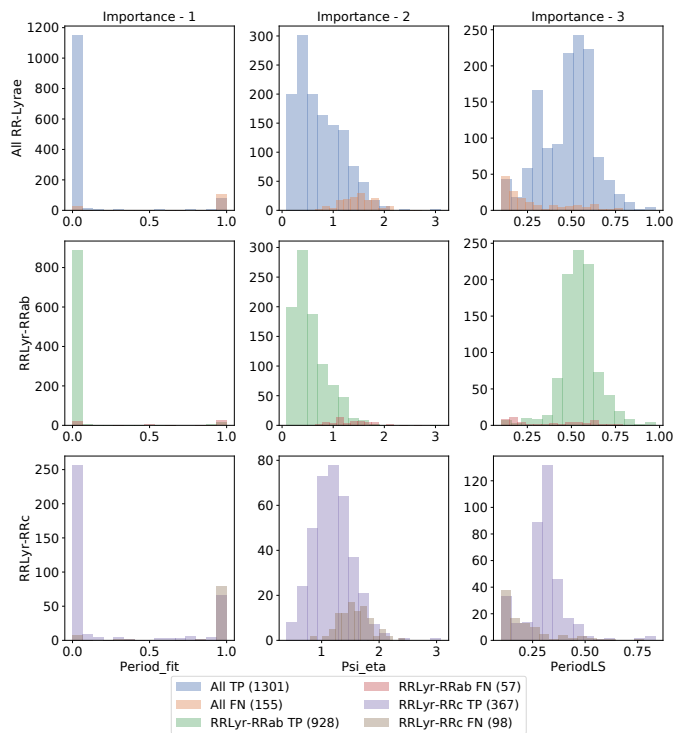 Importance - 1 Importance - 2 Importance - 3
All RR-Lyrae
1200
1000
800
600
400
200
0
0.0 0.5 1.0
300
250
200
150
100
50
0
0 1 2 3
250
200
150
100
50
0
0.25 0.50 0.75 1.00
RRLyr-RRab
800
600
400
200
0
0.0 0.5 1.0
300
250
200
150
100
50
0
0 1 2 3
250
200
150
100
50
0
0.25 0.50 0.75 1.00
RRLyr-RRc
250
200
150
100
50
0
0.0 0.5 1.0
80
60
40
20
0
1 2 3
120
100
80
60
40
20
0
0.25 0.50 0.75
Period_fit Psi_eta PeriodLS
All TP (1301)
All FN (155)
RRLyr-RRab TP (928)
RRLyr-RRab FN (57)
RRLyr-RRc TP (367)
RRLyr-RRc FN (98)